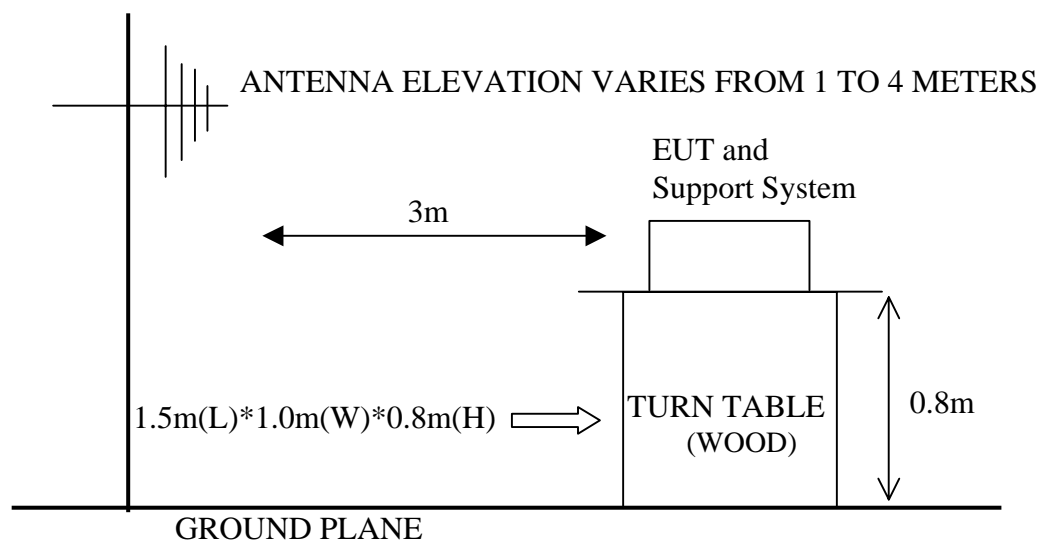 ANTENNA ELEVATION VARIES FROM 1 TO 4 METERS
EUT and
Support System
3m
1.5m(L)*1.0m(W)*0.8m(H)
TURN TABLE
(WOOD)
0.8m
GROUND PLANE